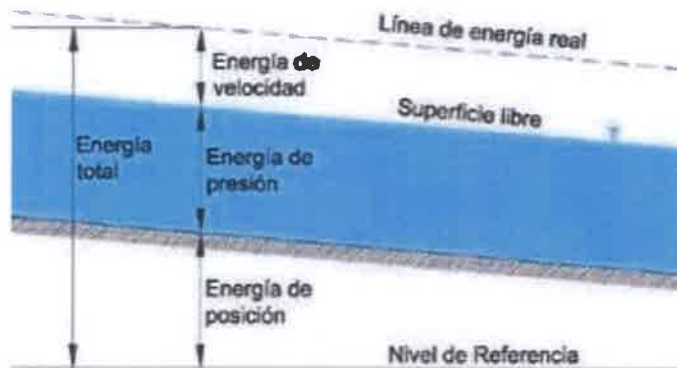 Línea de energía real
Energía de
velocidad
Superficie libre
Energía
total
Energía de
presión
Energía de
posición
Nivel de Referencia